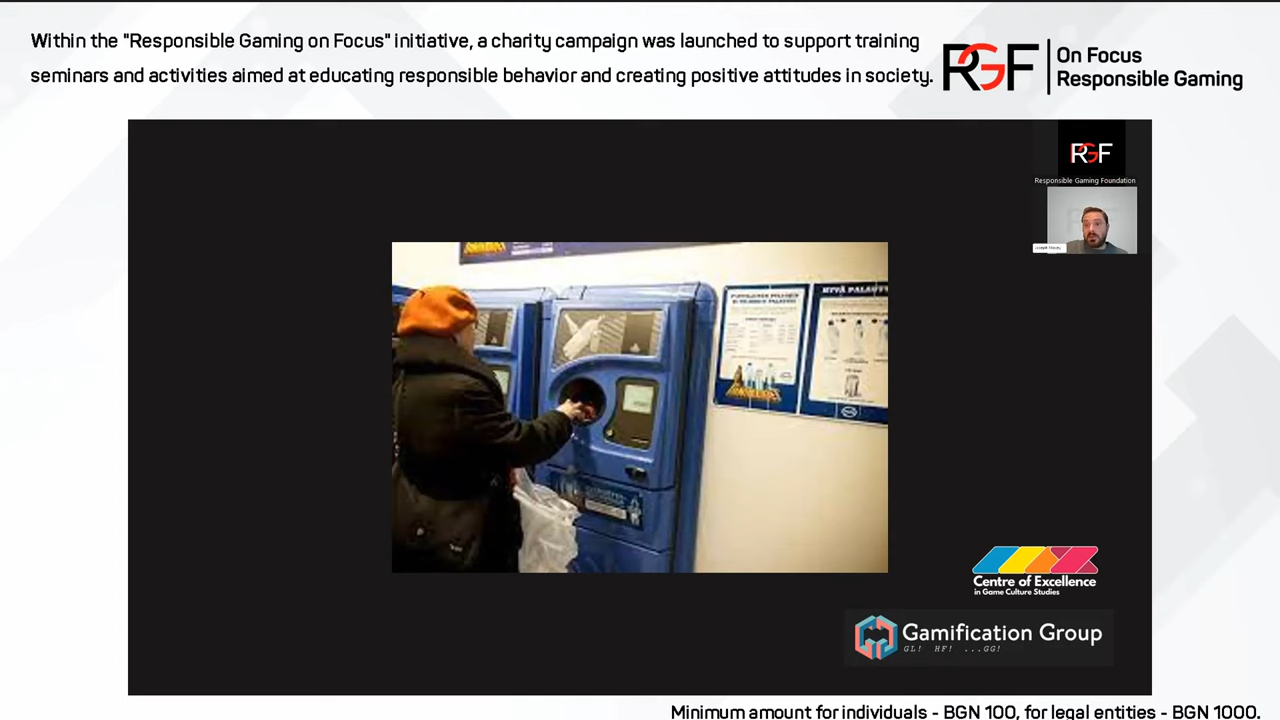 Within the "Responsible Gaming on Focus" initiative, a charity campaign was launched to support training
seminars and activities aimed at educating responsible behavior and creating positive attitudes in society.
RGF
On Focus
Responsible Gaming
RGF
Responsible Gaming Foundation
HYVÄ
Centre of Excellence
in Game Culture Studies
Gamification Group
GL! HF! ...GG!
Minimum amount for individuals - BGN 100, for legal entities - BGN 1000.